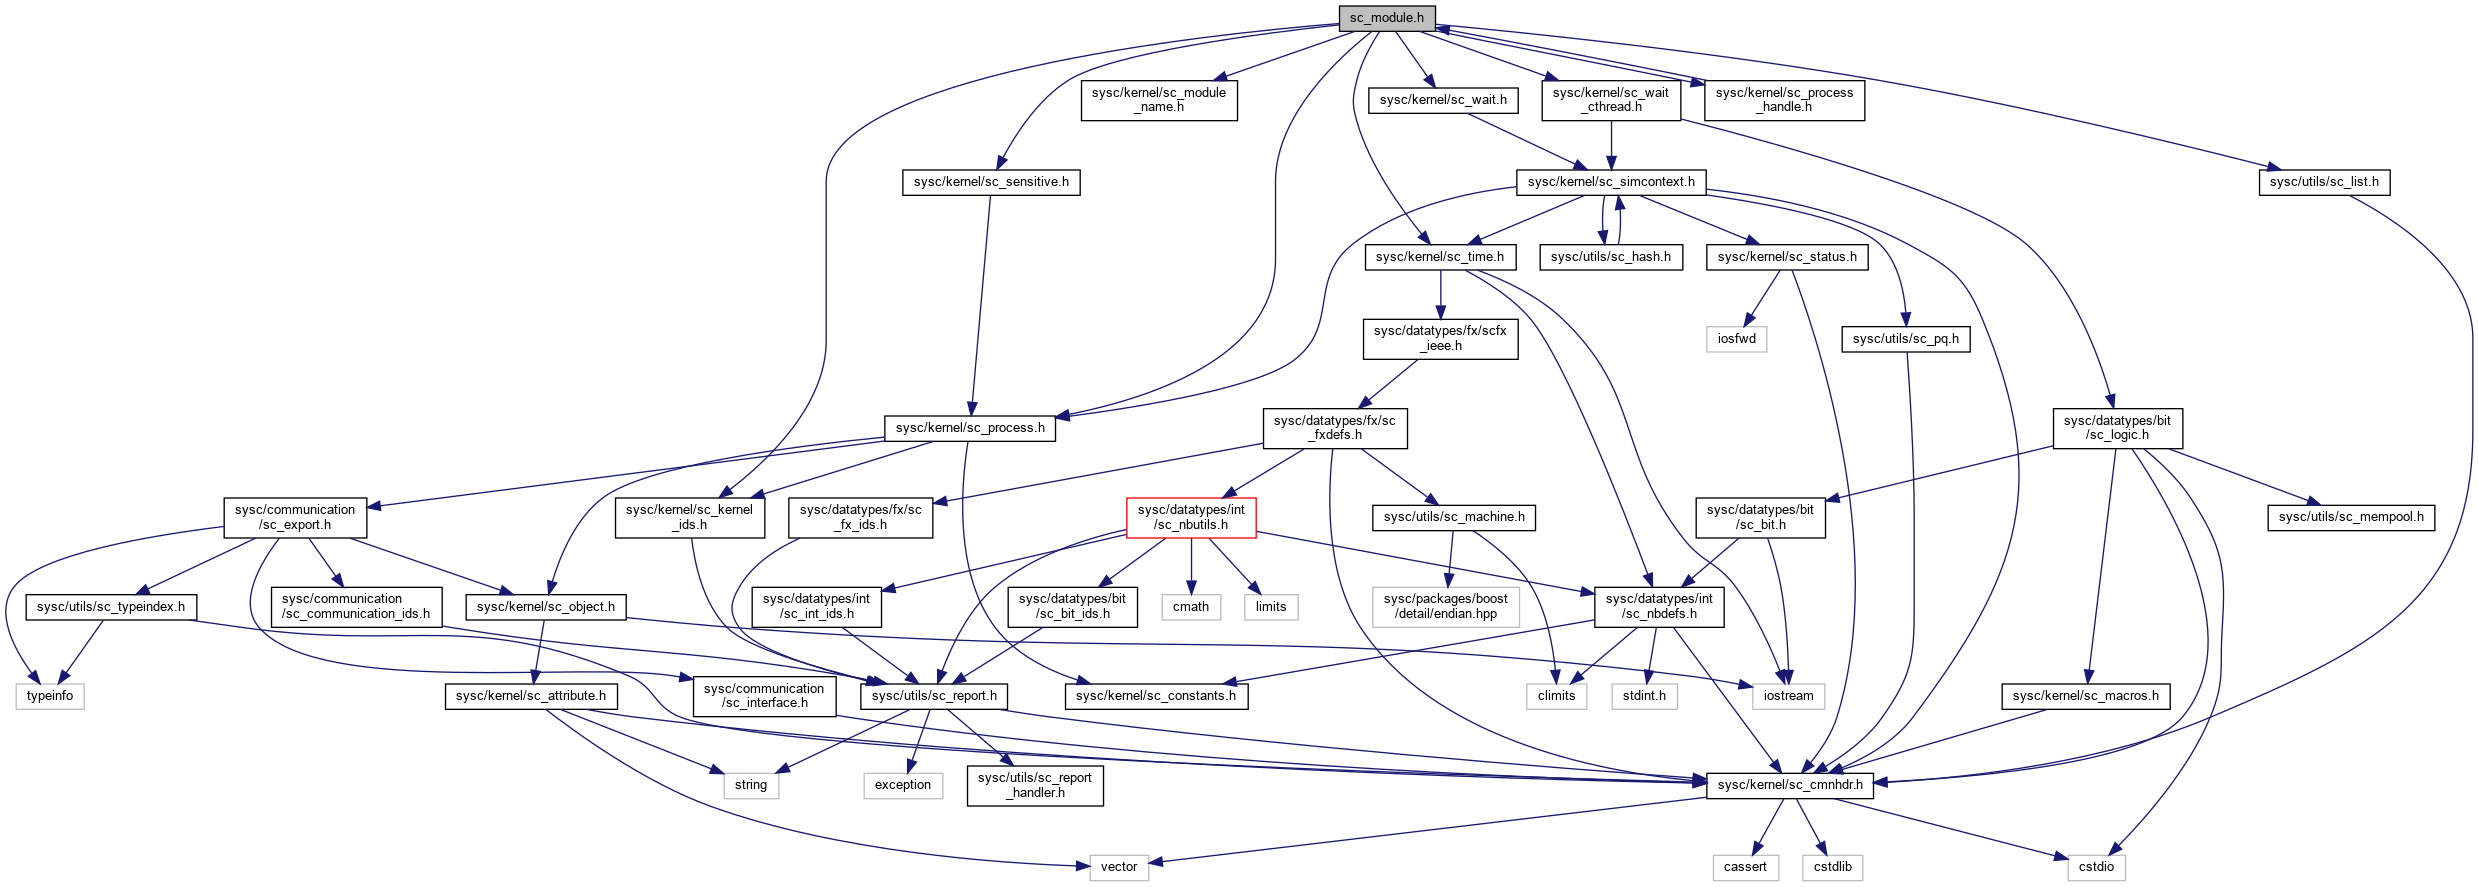 sc_module.h
sysc/kernel/sc_module
_name.h
sysc/kernel/sc_wait.h
sysc/kernel/sc_wait
_cthread.h
sysc/kernel/sc_process
_handle.h
sysc/kernel/sc_sensitive.h
sysc/kernel/sc_simcontext.h
sysc/utils/sc_list.h
sysc/kernel/sc_time.h
sysc/utils/sc_hash.h
sysc/kernel/sc_status.h
sysc/datatypes/fx/scfx
_ieee.h
iosfwd
sysc/utils/sc_pq.h
sysc/kernel/sc_process.h
sysc/datatypes/fx/sc
_fxdefs.h
sysc/datatypes/bit
/sc_logic.h
sysc/communication
/sc_export.h
sysc/kernel/sc_kernel
_ids.h
sysc/datatypes/fx/sc
_fx_ids.h
sysc/datatypes/int
/sc_nbutils.h
sysc/utils/sc_machine.h
sysc/datatypes/bit
/sc_bit.h
sysc/utils/sc_mempool.h
sysc/utils/sc_typeindex.h
sysc/communication
/sc_communication_ids.h
sysc/kernel/sc_object.h
sysc/datatypes/int
/sc_int_ids.h
sysc/datatypes/bit
/sc_bit_ids.h
cmath
limits
sysc/packages/boost
/detail/endian.hpp
sysc/datatypes/int
/sc_nbdefs.h
typeinfo
sysc/kernel/sc_attribute.h
sysc/communication
/sc_interface.h
sysc/utils/sc_report.h
sysc/kernel/sc_constants.h
climits
stdint.h
iostream
sysc/kernel/sc_macros.h
string
exception
sysc/utils/sc_report
_handler.h
sysc/kernel/sc_cmnhdr.h
vector
cassert
cstdlib
cstdio